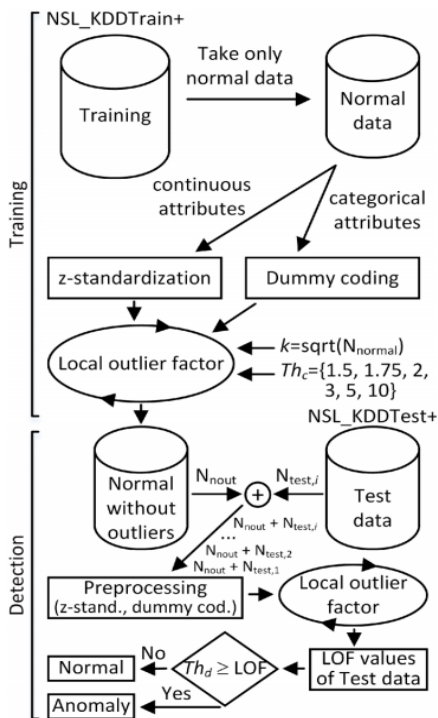 NSL_KDDTrain+
Take only
normal data
Training
Normal
data
continuous
attributes
categorical
attributes
Training
z-standardization
Dummy coding
Local outlier factor
k=sqrt(Nnormal)
Thc={1.5, 1.75, 2,
3, 5, 10}
NSL_KDDTest+
Detection
Normal
without
outliers
Nnout
+
Ntest,i
Test
data
Nnout + Ntest,i
...
Nnout + Ntest,2
Nnout + Ntest,1
Preprocessing
(z-stand., dummy cod.)
Local outlier
factor
LOF values
of Test data
Thd ≥ LOF
No
Normal
Yes
Anomaly